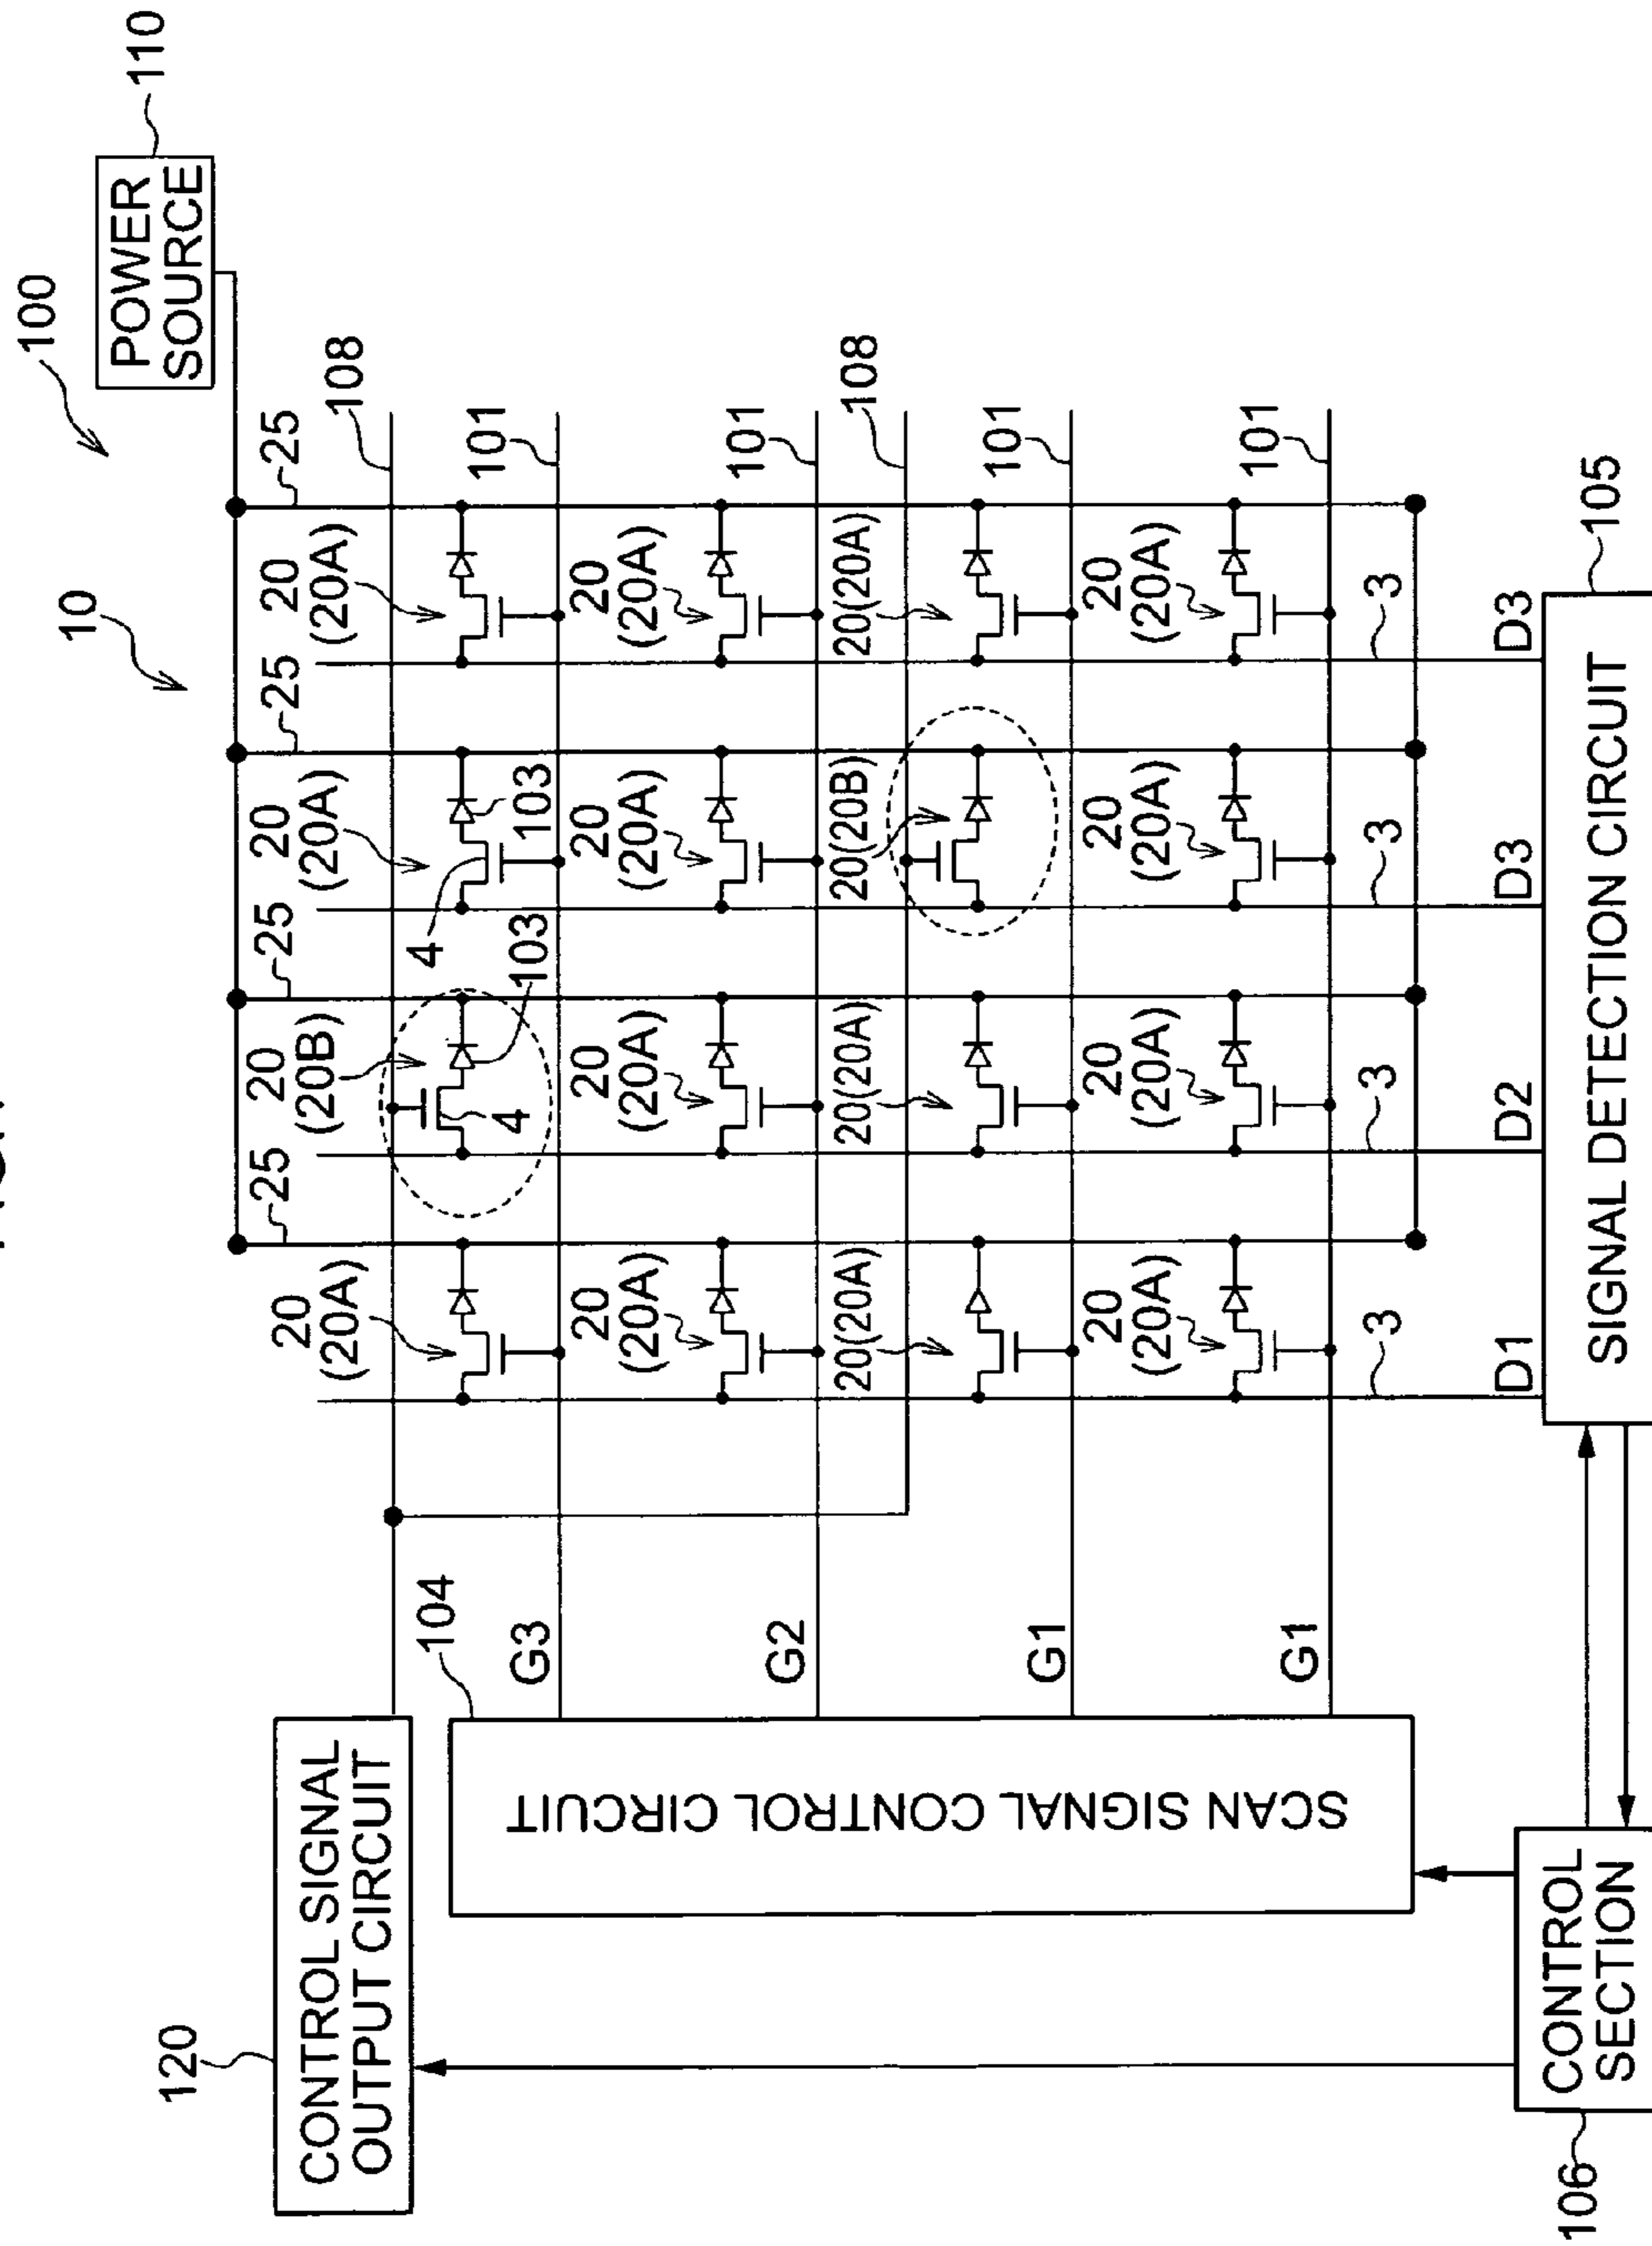 100
10
110
POWER
SOURCE
120
CONTROL SIGNAL
OUTPUT CIRCUIT
25
25
25
25
20
(20A)
20
(20B)
20
(20A)
20
(20A)
108
4
103
4
103
104
G3
101
20
(20A)
20
(20A)
20
(20A)
20
(20A)
G2
101
SCAN SIGNAL CONTROL CIRCUIT
20(20A)
20(20A)
20(20B)
20(20A)
108
G1
101
20
(20A)
20
(20A)
20
(20A)
20
(20A)
G1
101
3
3
3
3
D1
D2
D3
D3
106
CONTROL
SECTION
SIGNAL DETECTION CIRCUIT
105